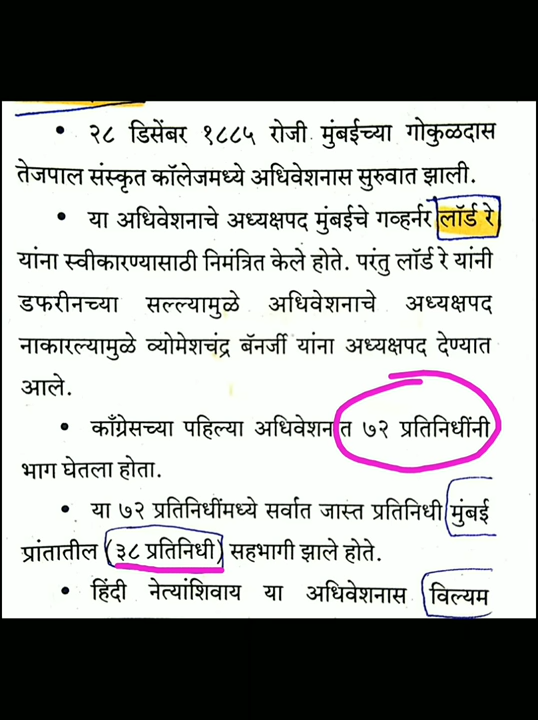 • २८ डिसेंबर १८८५ रोजी मुंबईच्या गोकुळदास
तेजपाल संस्कृत कॉलेजमध्ये अधिवेशनास सुरुवात झाली.
• या अधिवेशनाचे अध्यक्षपद मुंबईचे गव्हर्नर लॉर्ड रे
यांना स्वीकारण्यासाठी निमंत्रित केले होते. परंतु लॉर्ड रे यांनी
डफरीनच्या सल्ल्यामुळे अधिवेशनाचे अध्यक्षपद
नाकारल्यामुळे व्योमेशचंद्र बॅनर्जी यांना अध्यक्षपद देण्यात
आले.
• काँग्रेसच्या पहिल्या अधिवेशनात ७२ प्रतिनिधींनी
भाग घेतला होता.
• या ७२ प्रतिनिधींमध्ये सर्वात जास्त प्रतिनिधी मुंबई
प्रांतातील (३८ प्रतिनिधी) सहभागी झाले होते.
• हिंदी नेत्यांशिवाय या अधिवेशनास विल्यम